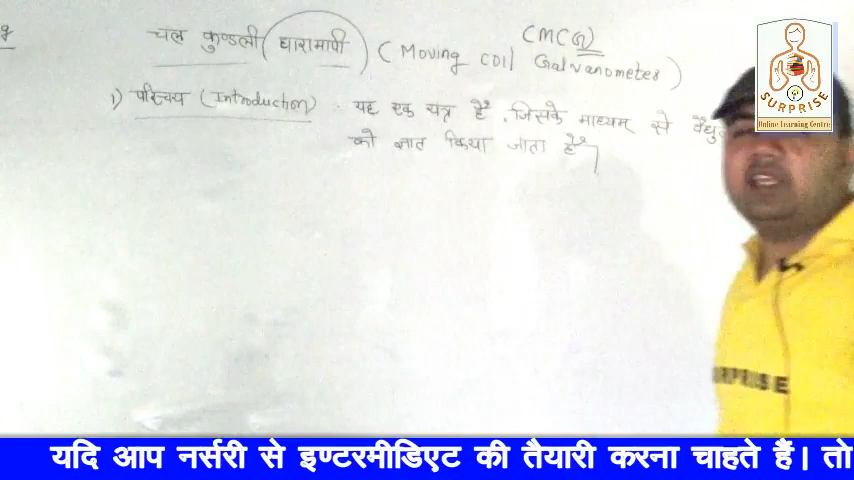 चल कुण्डली (धारामापी) (Moving coil Galvanometer) (MCG)
1) परिचय (Introduction) · यह एक यंत्र है, जिसके माध्यम से
को ज्ञात किया जाता है।
SURPRISE
Online Learning Centre
RPRISE
यदि आप नर्सरी से इण्टरमीडिएट की तैयारी करना चाहते हैं। तो